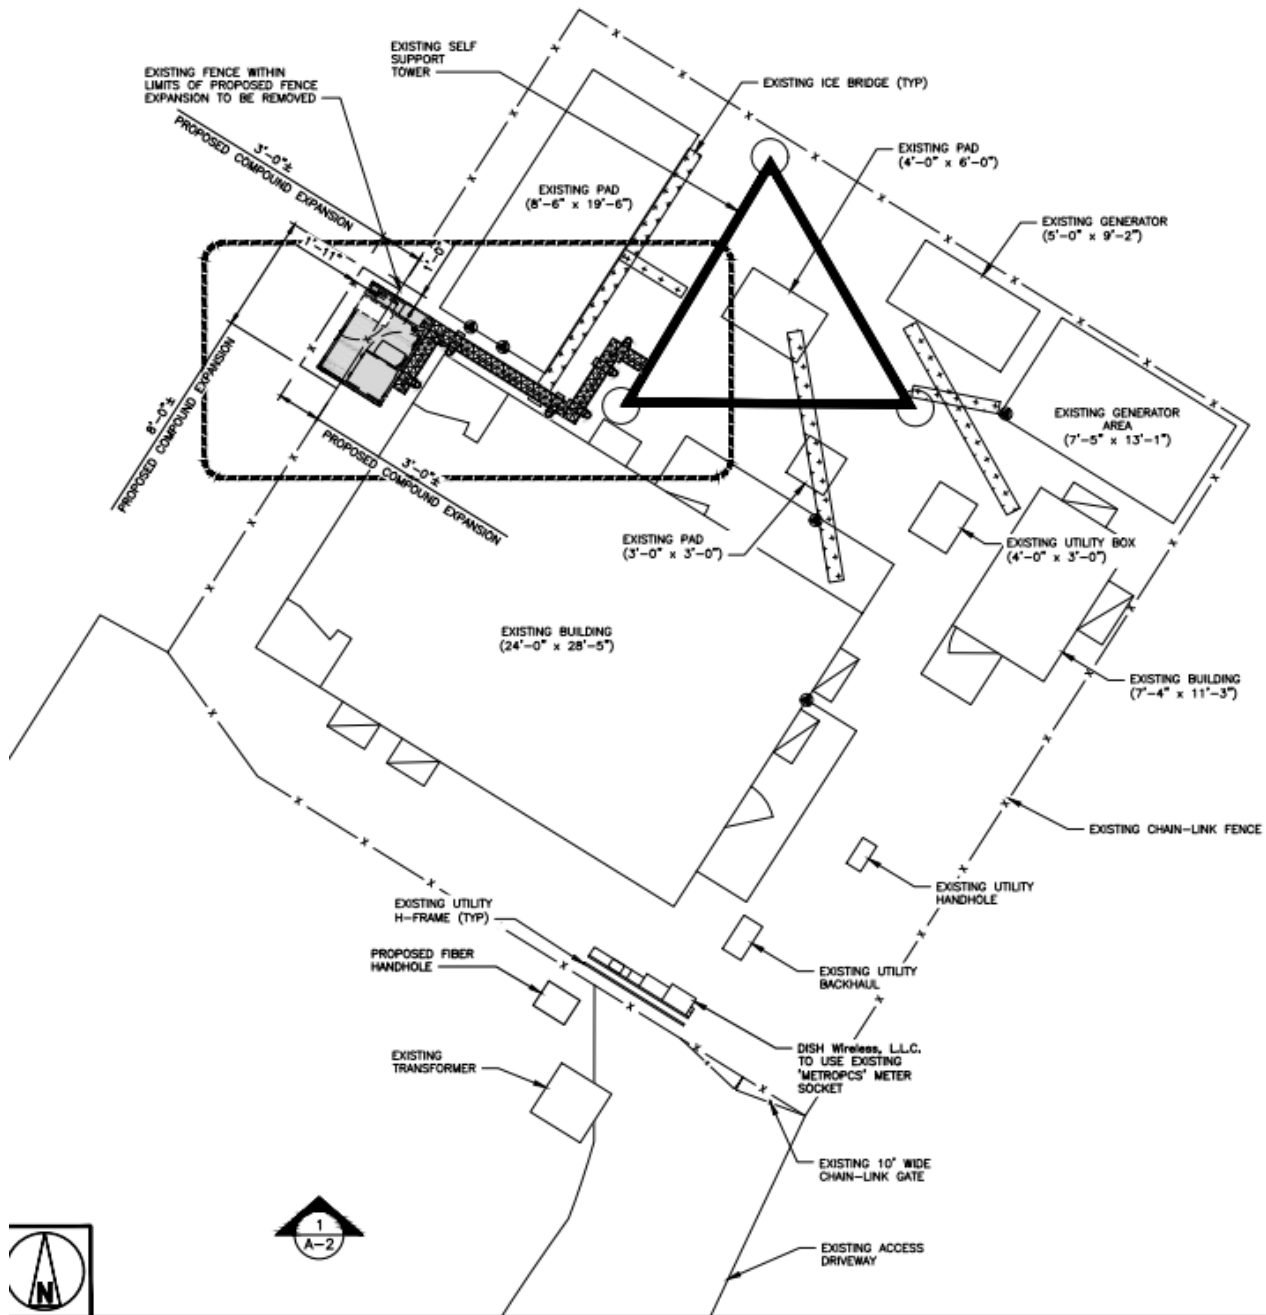 EXISTING SELF
SUPPORT
TOWER
EXISTING FENCE WITHIN
LIMITS OF PROPOSED FENCE
EXPANSION TO BE REMOVED
EXISTING ICE BRIDGE (TYP)
3'-0"±
PROPOSED COMPOUND EXPANSION
EXISTING PAD
(4'-0" x 6'-0")
EXISTING PAD
(8'-6" x 19'-6")
EXISTING GENERATOR
(5'-0" x 9'-2")
1'-11"
1'-0
8'-0"±
PROPOSED COMPOUND EXPANSION
3'-0"±
PROPOSED COMPOUND EXPANSION
EXISTING GENERATOR
AREA
(7'-5" x 13'-1")
EXISTING PAD
(3'-0" x 3'-0")
EXISTING UTILITY BOX
(4'-0" x 3'-0")
EXISTING BUILDING
(24'-0" x 28'-5")
EXISTING BUILDING
(7'-4" x 11'-3")
EXISTING CHAIN-LINK FENCE
EXISTING UTILITY
HANDHOLE
EXISTING UTILITY
H-FRAME (TYP)
PROPOSED FIBER
HANDHOLE
EXISTING UTILITY
BACKHAUL
EXISTING
TRANSFORMER
DISH Wireless, L.L.C.
TO USE EXISTING
'METROPCS' METER
SOCKET
EXISTING 10' WIDE
CHAIN-LINK GATE
1
A-2
EXISTING ACCESS
DRIVEWAY
N